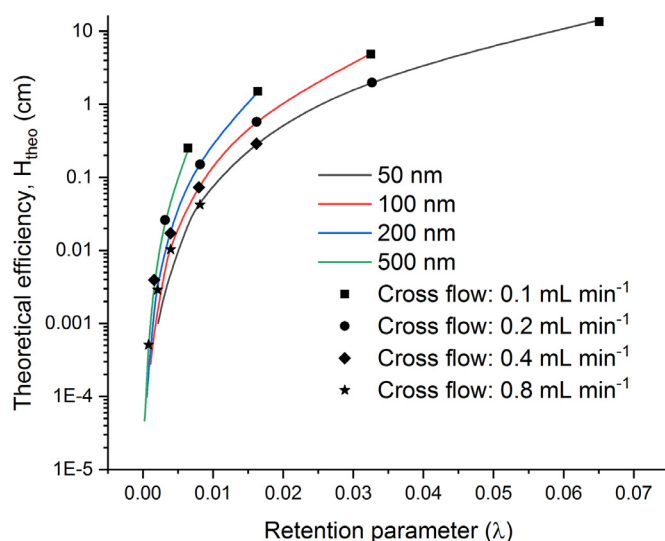 10
1
0.1
0.01
0.001
1E-4
1E-5
Theoretical efficiency, H_theo (cm)
50 nm
100 nm
200 nm
500 nm
Cross flow: 0.1 mL min⁻¹
Cross flow: 0.2 mL min⁻¹
Cross flow: 0.4 mL min⁻¹
Cross flow: 0.8 mL min⁻¹
0.00 0.01 0.02 0.03 0.04 0.05 0.06 0.07
Retention parameter (λ)